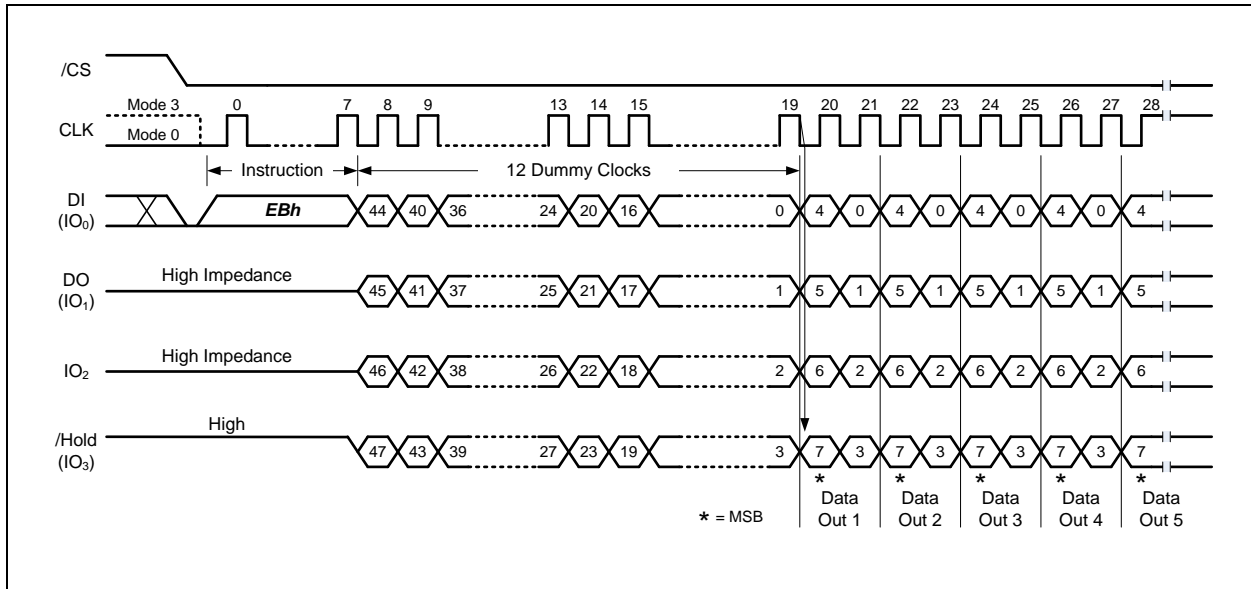 /CS
Mode 3
0 7 8 9 13 14 15 19 20 21 22 23 24 25 26 27 28
CLK
Mode 0
Instruction 12 Dummy Clocks
DI
(IO₀)
EBh 44 40 36 24 20 16 0 4 0 4 0 4 0 4 0 4
DO
(IO₁)
High Impedance 45 41 37 25 21 17 1 5 1 5 1 5 1 5 1 5
IO₂
High Impedance 46 42 38 26 22 18 2 6 2 6 2 6 2 6 2 6
/Hold
(IO₃)
High 47 43 39 27 23 19 3 7 3 7 3 7 3 7 3 7
* * * * *
* = MSB
Data Out 1
Data Out 2
Data Out 3
Data Out 4
Data Out 5